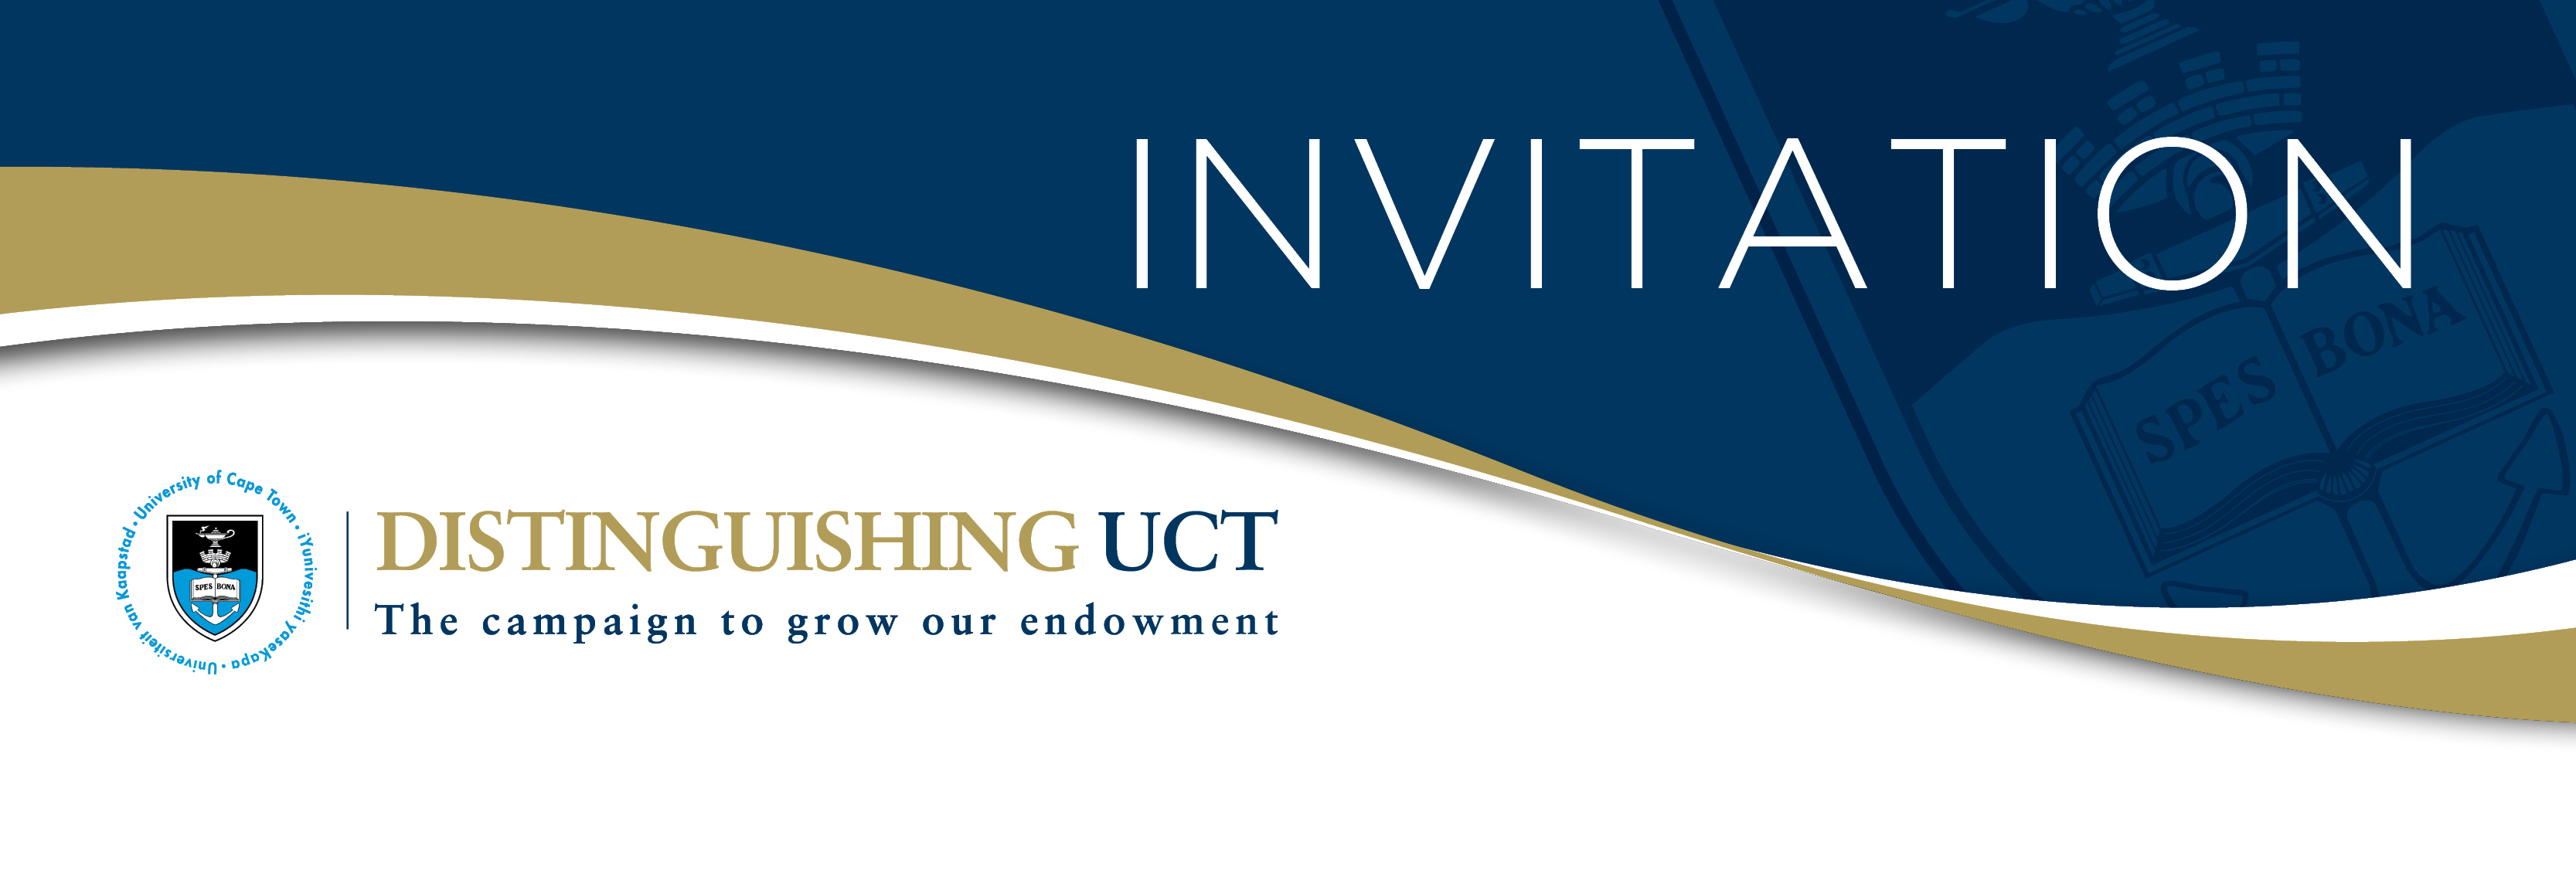 INVITATION
SPES BONA
University of Cape Town • iYunivesithi yaseKapa • Universiteit van Kaapstad •
SPES BONA
DISTINGUISHING UCT
The campaign to grow our endowment